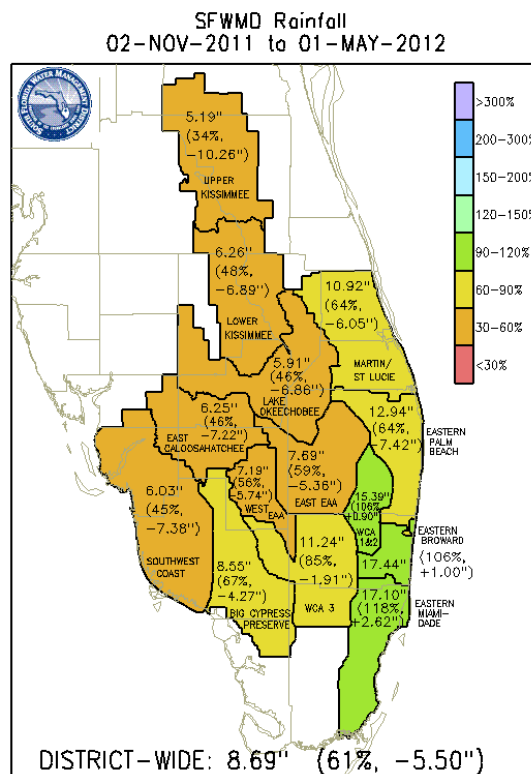 SFWMD Rainfall
02-NOV-2011 to 01-MAY-2012
SOUTH FLORIDA WATER MANAGEMENT DISTRICT
>300%
200-300%
150-200%
120-150%
90-120%
60-90%
30-60%
<30%
5.19"
(34%,
-10.26")
UPPER
KISSIMMEE
6.26"
(48%,
-6.89")
LOWER
KISSIMMEE
10.92"
(64%,
-6.05")
MARTIN/
ST LUCIE
5.91"
(46%,
-6.86")
LAKE
OKEECHOBEE
6.25"
(46%,
-7.22")
EAST
CALOOSAHATCHEE
12.94"
(64%,
-7.42")
EASTERN
PALM
BEACH
7.19"
(56%,
-5.74")
WEST
EAA
7.69"
(59%,
-5.36")
EAST EAA
15.39"
(106%,
+0.90")
WCA
1&2
6.03"
(45%,
-7.38")
SOUTHWEST
COAST
8.55"
(67%,
-4.27")
BIG CYPRESS
PRESERVE
11.24"
(85%,
-1.91")
WCA 3
17.44"
EASTERN
BROWARD
(106%,
+1.00")
17.10"
(118%,
+2.62")
EASTERN
MIAMI-
DADE
DISTRICT-WIDE: 8.69" (61%, -5.50")